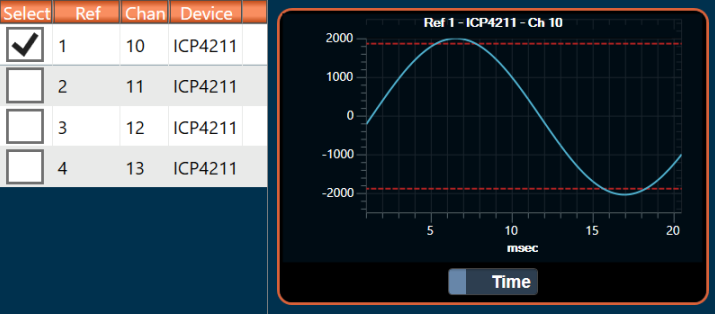 Select Ref Chan Device
1 10 ICP4211
2 11 ICP4211
3 12 ICP4211
4 13 ICP4211
Ref 1 - ICP4211 - Ch 10
2000
1000
0
-1000
-2000
5 10 15 20
msec
Time